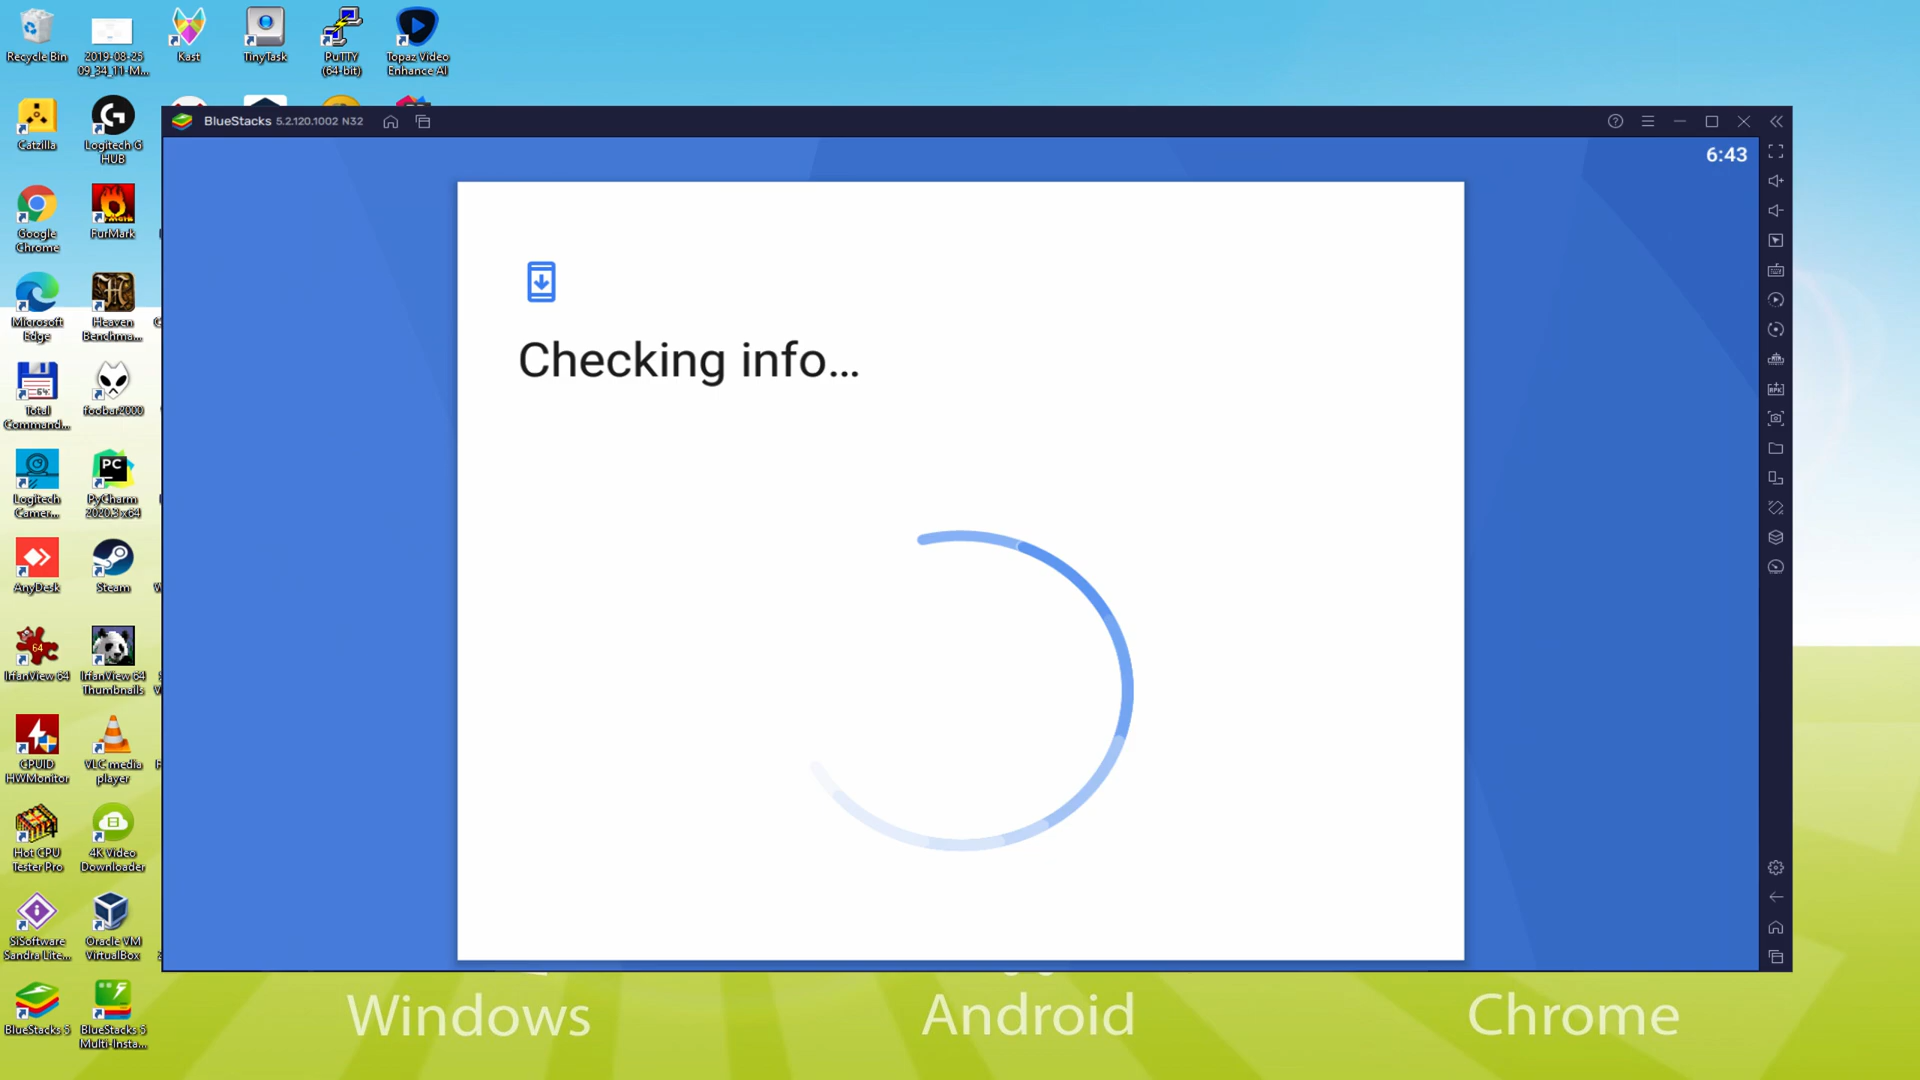 Recycle Bin
2019-08-25
09_34_11-M...
Kast
TinyTask
PuTTY
(64-bit)
Topaz Video
Enhance AI
Catzilla
Logitech G
HUB
BlueStacks 5.2.120.1002 N32
6:43
Google
Chrome
FurMark
Microsoft
Edge
Heaven
Benchma...
Checking info...
Total
Command...
foobar2000
Logitech
Camer...
PyCharm
2020.3 x64
AnyDesk
Steam
IrfanView 64
IrfanView 64
Thumbnails
CPUID
HWMonitor
VLC media
player
Hot CPU
Tester Pro
4K Video
Downloader
SiSoftware
Sandra Lite...
Oracle VM
VirtualBox
BlueStacks 5
BlueStacks 5
Multi-Insta...
Windows
Android
Chrome